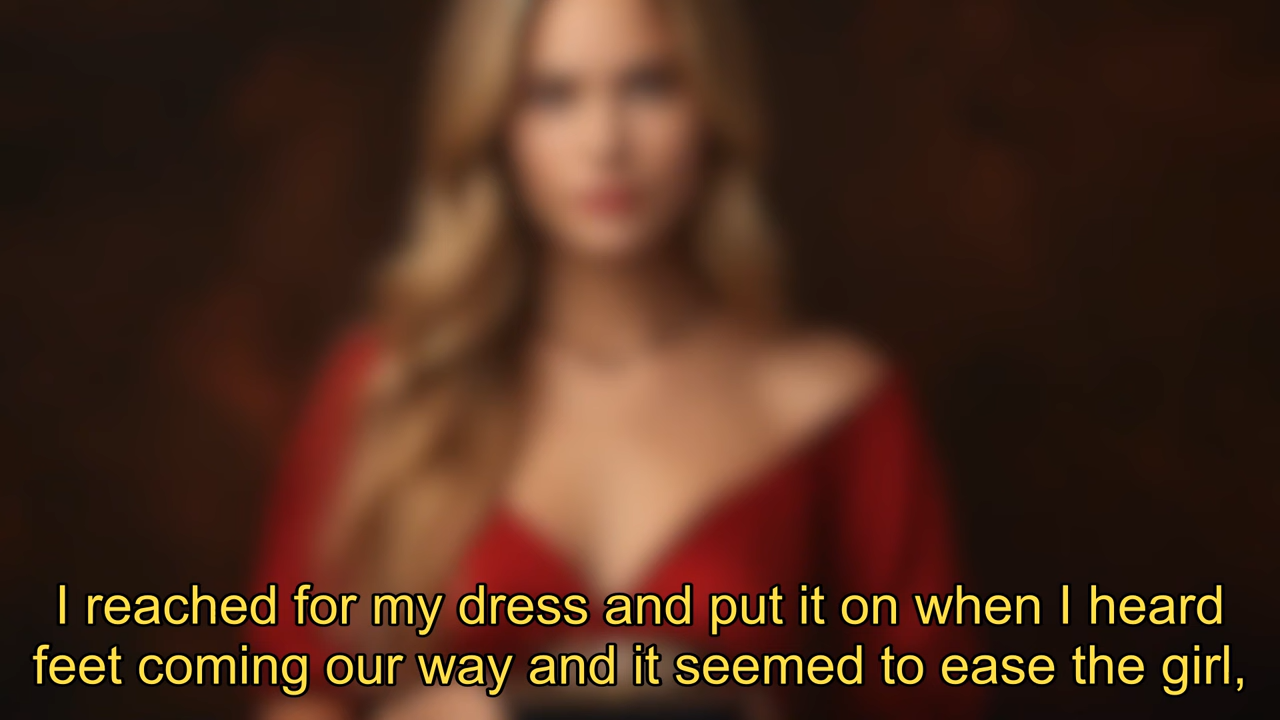 I reached for my dress and put it on when I heard
feet coming our way and it seemed to ease the girl,